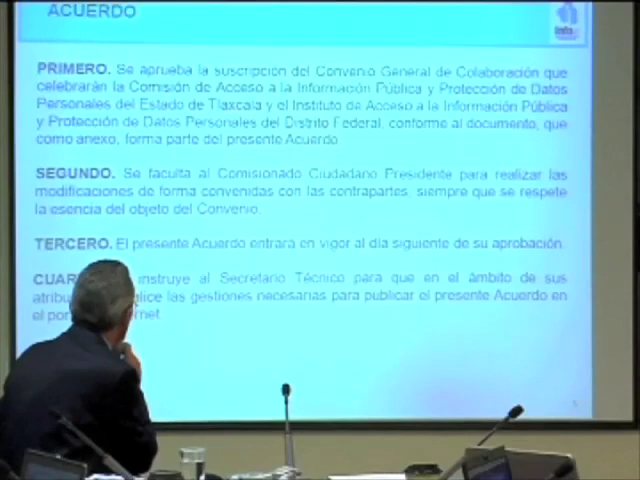 ACUERDO
info
PRIMERO. Se aprueba la suscripción del Convenio General de Colaboración que
celebrarán la Comisión de Acceso a la Información Pública y Protección de Datos
Personales del Estado de Tlaxcala y el Instituto de Acceso a la Información Pública
y Protección de Datos Personales del Distrito Federal, conforme al documento, que
como anexo, forma parte del presente Acuerdo
SEGUNDO. Se faculta al Comisionado Ciudadano Presidente para realizar las
modificaciones de forma convenidas con las contrapartes, siempre que se respete
la esencia del objeto del Convenio.
TERCERO. El presente Acuerdo entrará en vigor al día siguiente de su aprobación.
instruye al Secretario Técnico para que en el ámbito de sus
las gestiones necesarias para publicar el presente Acuerdo en
el